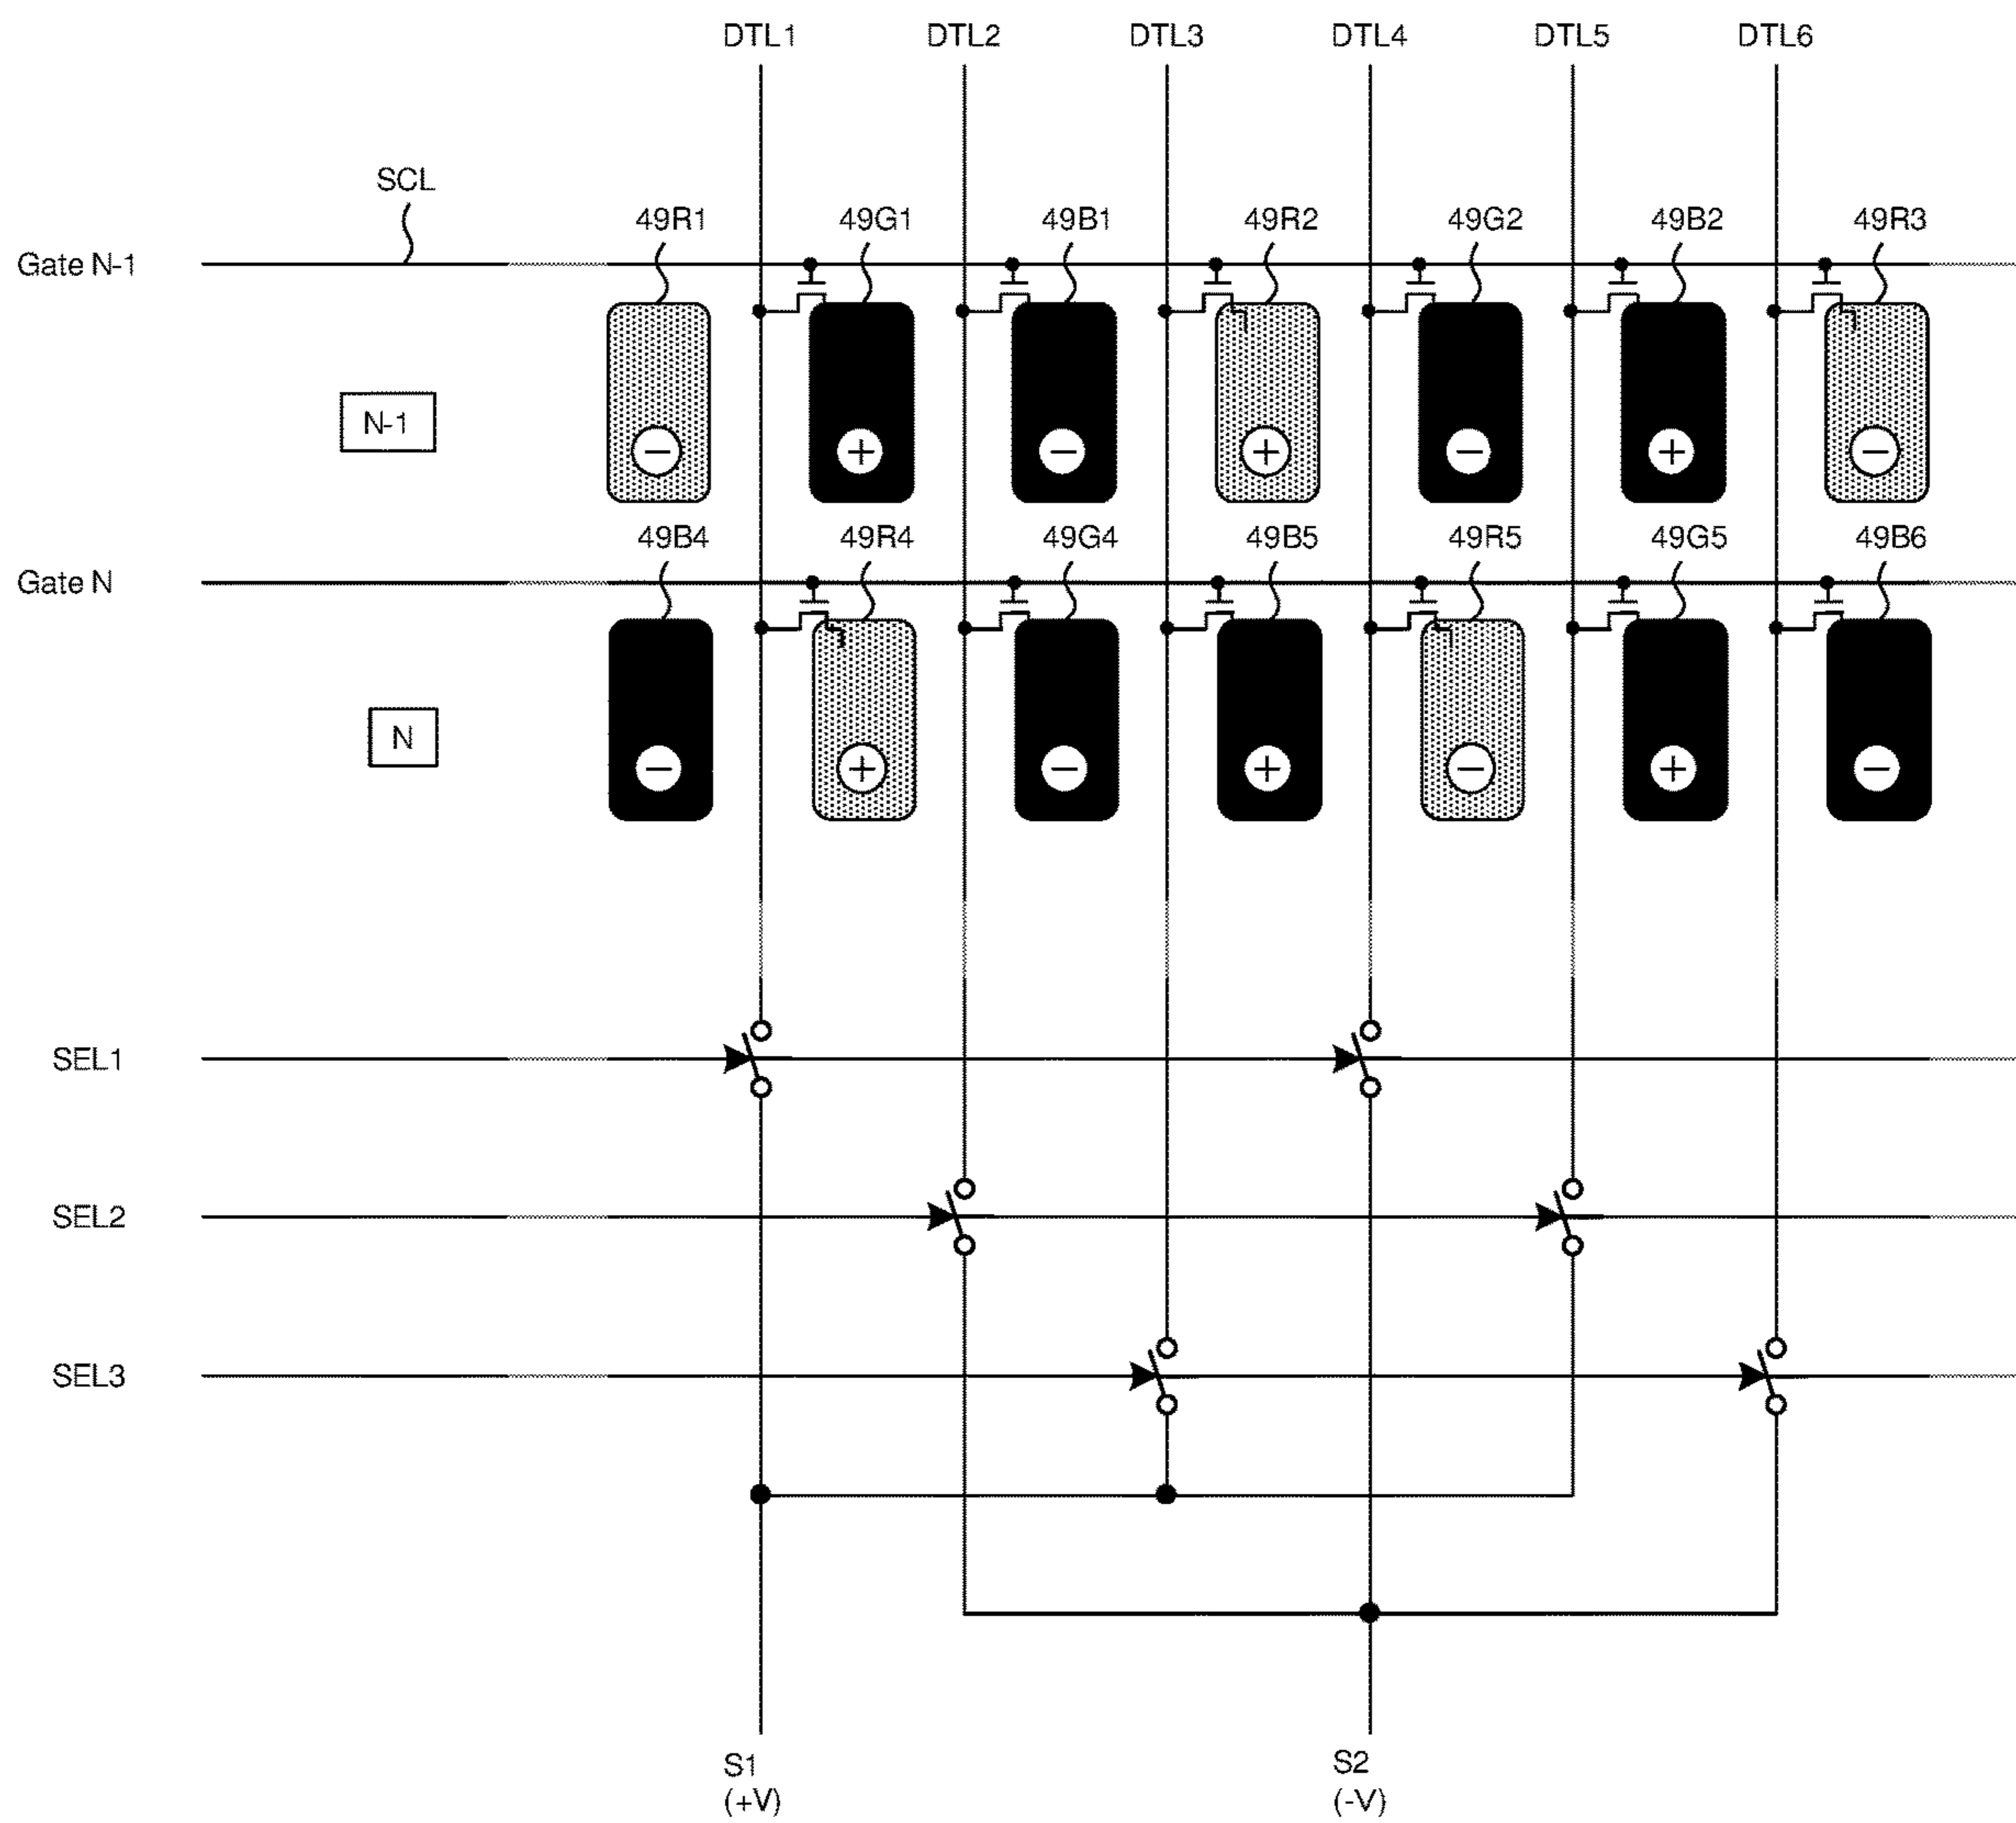 DTL1 DTL2 DTL3 DTL4 DTL5 DTL6
SCL
49R1 49G1 49B1 49R2 49G2 49B2 49R3
Gate N-1
N-1
− + − + − + −
49B4 49R4 49G4 49B5 49R5 49G5 49B6
Gate N
N
− + − + − + −
SEL1
SEL2
SEL3
S1 S2
(+V) (-V)